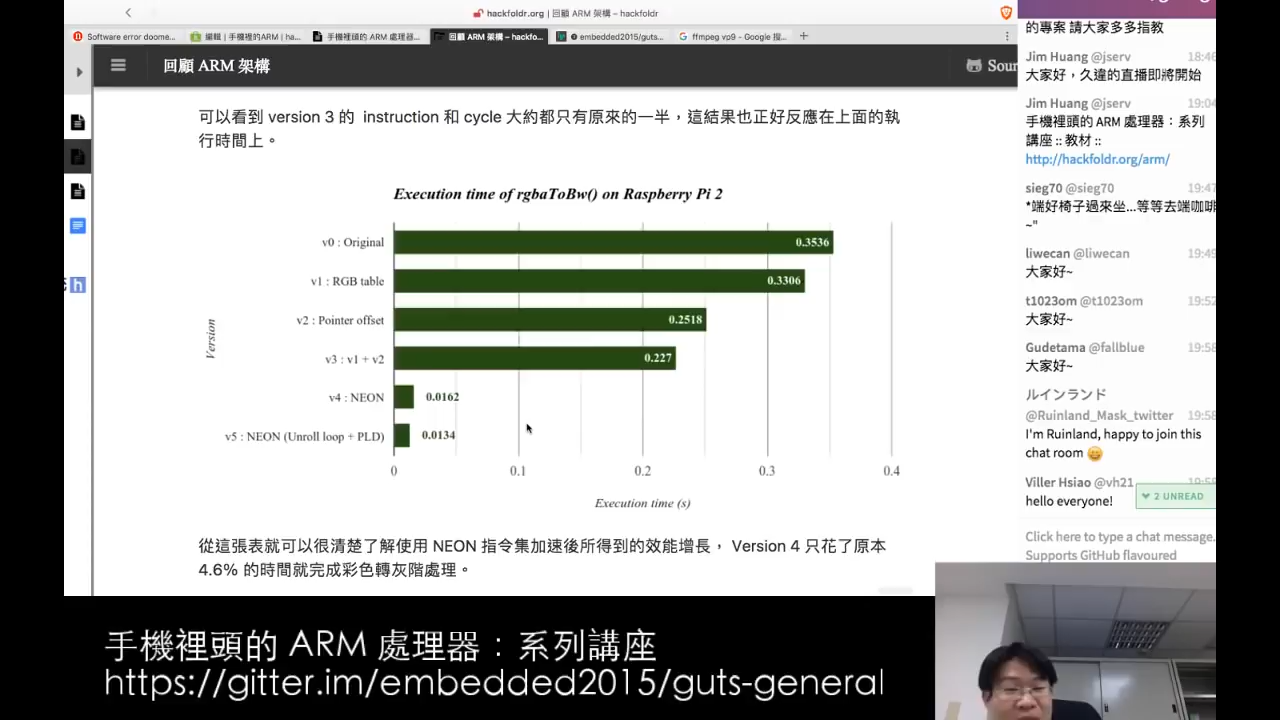 hackfoldr.org | 回顧 ARM 架構 – hackfoldr
Software error doome...
編輯 | 手機裡的ARM | ha...
手機裡頭的 ARM 處理器...
回顧 ARM 架構 – hackfo...
embedded2015/guts...
ffmpeg vp9 - Google 搜...
回顧 ARM 架構
Sour
可以看到 version 3 的 instruction 和 cycle 大約都只有原來的一半，這結果也正好反應在上面的執
行時間上。
Execution time of rgbaToBw() on Raspberry Pi 2
Version
v0 : Original
0.3536
v1 : RGB table
0.3306
v2 : Pointer offset
0.2518
v3 : v1 + v2
0.227
v4 : NEON
0.0162
v5 : NEON (Unroll loop + PLD)
0.0134
0 0.1 0.2 0.3 0.4
Execution time (s)
從這張表就可以很清楚了解使用 NEON 指令集加速後所得到的效能增長， Version 4 只花了原本
4.6% 的時間就完成彩色轉灰階處理。
的專案 請大家多多指教
Jim Huang @jserv 18:46
大家好，久違的直播即將開始
Jim Huang @jserv 19:04
手機裡頭的 ARM 處理器：系列
講座 :: 教材 ::
http://hackfoldr.org/arm/
sieg70 @sieg70 19:47
*端好椅子過來坐...等等去端咖啡
~"
liwecan @liwecan 19:49
大家好~
t1023om @t1023om 19:52
大家好~
Gudetama @fallblue 19:58
大家好~
ルインランド
@Ruinland_Mask_twitter 19:58
I'm Ruinland, happy to join this
chat room
Viller Hsiao @vh21
hello everyone!
2 UNREAD
Click here to type a chat message.
Supports GitHub flavoured
手機裡頭的 ARM 處理器：系列講座
https://gitter.im/embedded2015/guts-general